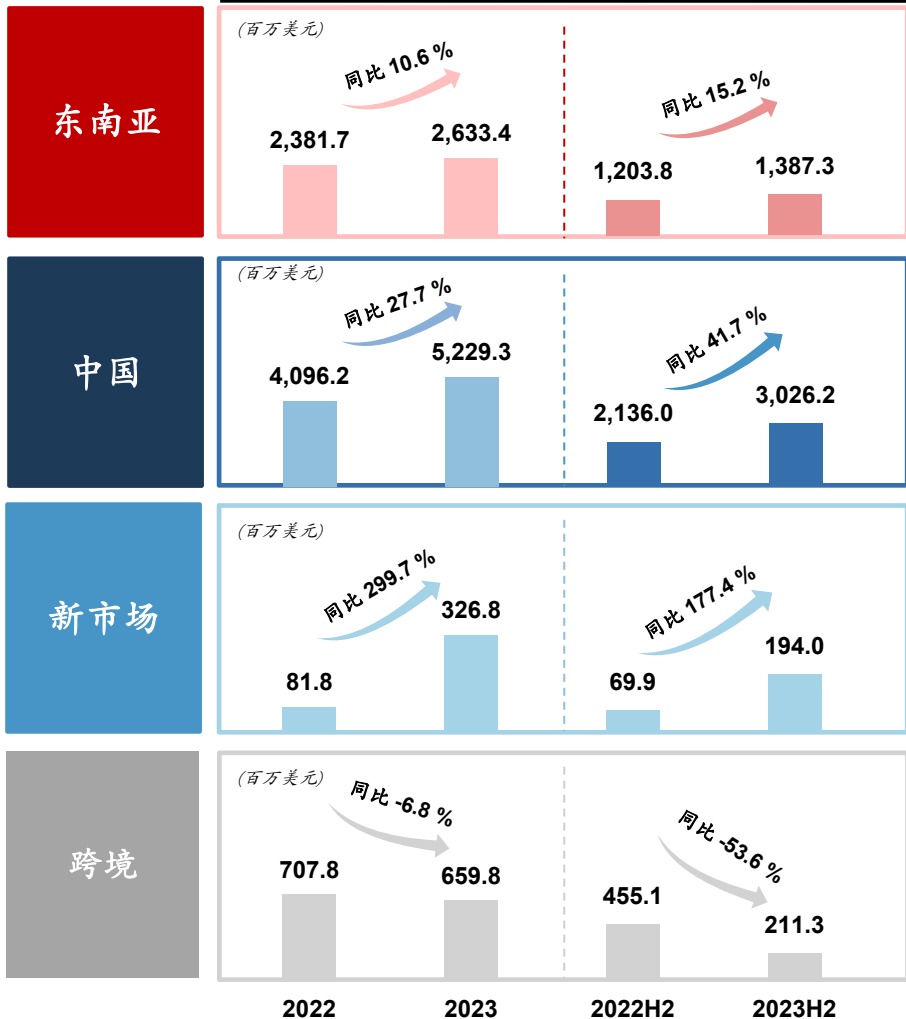 东南亚
(百万美元)
同比 10.6 %
同比 15.2 %
2,381.7
2,633.4
1,203.8
1,387.3
中国
(百万美元)
同比 27.7 %
同比 41.7 %
4,096.2
5,229.3
2,136.0
3,026.2
新市场
(百万美元)
同比 299.7 %
同比 177.4 %
81.8
326.8
69.9
194.0
跨境
(百万美元)
同比 -6.8 %
同比 -53.6 %
707.8
659.8
455.1
211.3
2022
2023
2022H2
2023H2